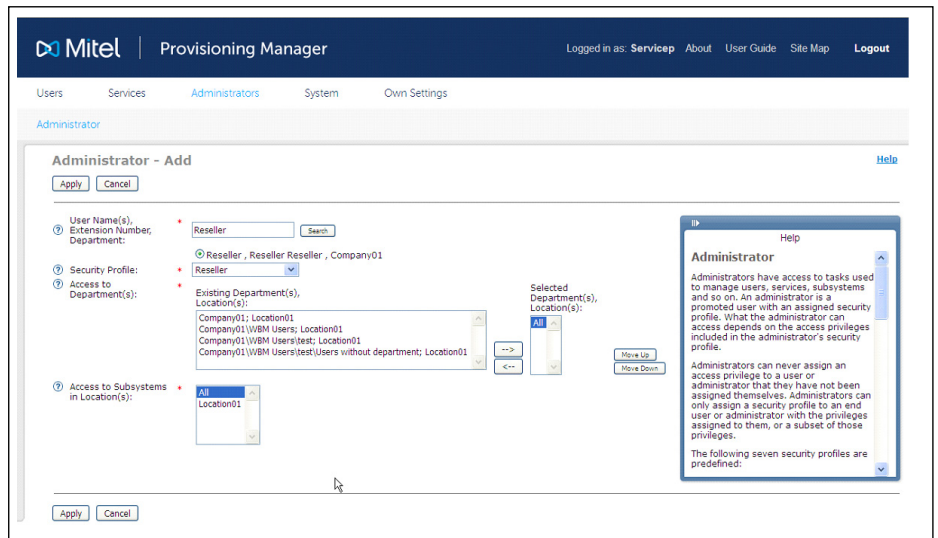 Mitel | Provisioning Manager
Logged in as: Servicep About User Guide Site Map Logout
Users Services Administrators System Own Settings
Administrator
Administrator - Add
Help
Apply Cancel
User Name(s),
Extension Number,
Department:
*
Reseller
Search
Reseller , Reseller Reseller , Company01
Security Profile:
*
Reseller
Access to
Department(s):
*
Existing Department(s),
Location(s):
Company01; Location01
Company01\WBM Users; Location01
Company01\WBM Users\test; Location01
Company01\WBM Users\test\Users without department; Location01
-->
<--
Selected
Department(s),
Location(s):
All
Move Up
Move Down
Access to Subsystems
in Location(s):
*
All
Location01
Help
Administrator
Administrators have access to tasks used
to manage users, services, subsystems
and so on. An administrator is a
promoted user with an assigned security
profile. What the administrator can
access depends on the access privileges
included in the administrator's security
profile.
Administrators can never assign an
access privilege to a user or
administrator that they have not been
assigned themselves. Administrators can
only assign a security profile to an end
user or administrator with the privileges
assigned to them, or a subset of those
privileges.
The following seven security profiles are
predefined:
Apply Cancel